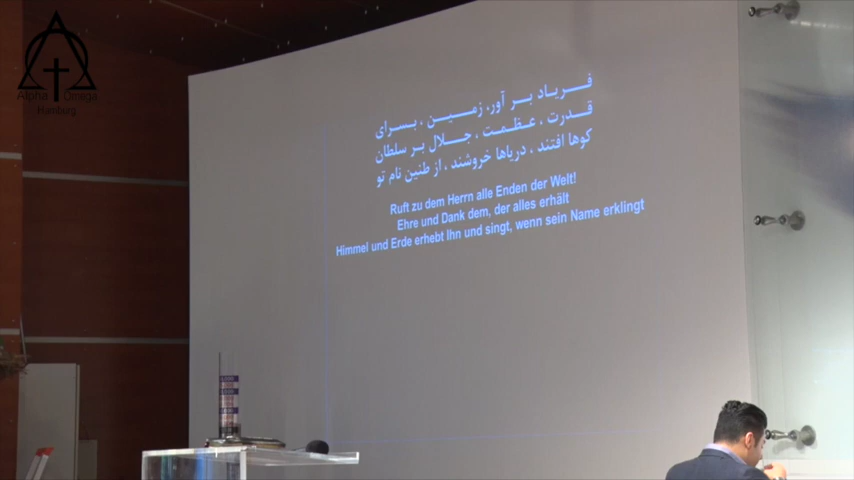 Alpha Omega
Hamburg
فریاد بر آور، زمین ، بسرای
قدرت ، عظمت ، جلال بر سلطان
کوها افتند ، دریاها خروشند ، از طنین نام تو
Ruft zu dem Herrn alle Enden der Welt!
Ehre und Dank dem, der alles erhält
Himmel und Erde erhebt Ihn und singt, wenn sein Name erklingt